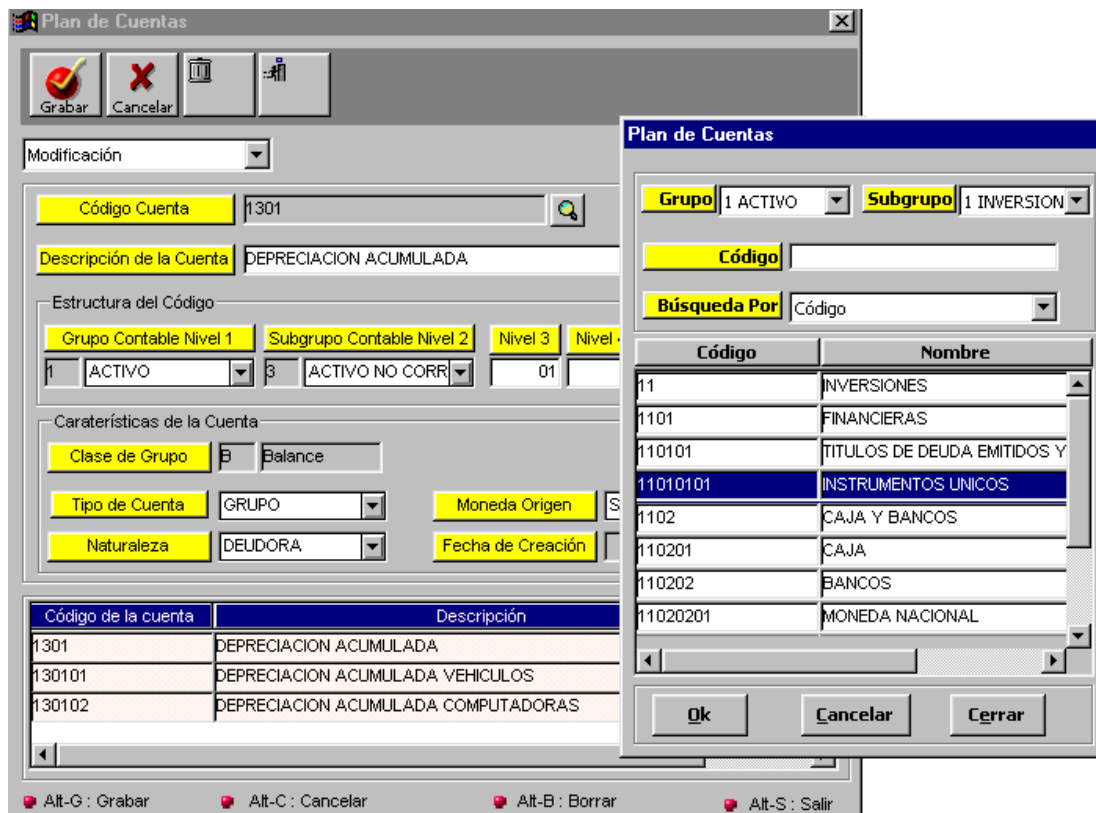 Plan de Cuentas
Grabar Cancelar
Modificación
Código Cuenta 1301
Descripción de la Cuenta DEPRECIACION ACUMULADA
Estructura del Código
Grupo Contable Nivel 1 Subgrupo Contable Nivel 2 Nivel 3 Nivel
1 ACTIVO 3 ACTIVO NO CORR 01
Caraterísticas de la Cuenta
Clase de Grupo B Balance
Tipo de Cuenta GRUPO Moneda Origen S
Naturaleza DEUDORA Fecha de Creación
Código de la cuenta Descripción
1301 DEPRECIACION ACUMULADA
130101 DEPRECIACION ACUMULADA VEHICULOS
130102 DEPRECIACION ACUMULADA COMPUTADORAS
Alt-G : Grabar Alt-C : Cancelar Alt-B : Borrar Alt-S : Salir
Plan de Cuentas
Grupo 1 ACTIVO Subgrupo 1 INVERSION
Código
Búsqueda Por Código
Código Nombre
11 INVERSIONES
1101 FINANCIERAS
110101 TITULOS DE DEUDA EMITIDOS Y
11010101 INSTRUMENTOS UNICOS
1102 CAJA Y BANCOS
110201 CAJA
110202 BANCOS
11020201 MONEDA NACIONAL
Ok Cancelar Cerrar